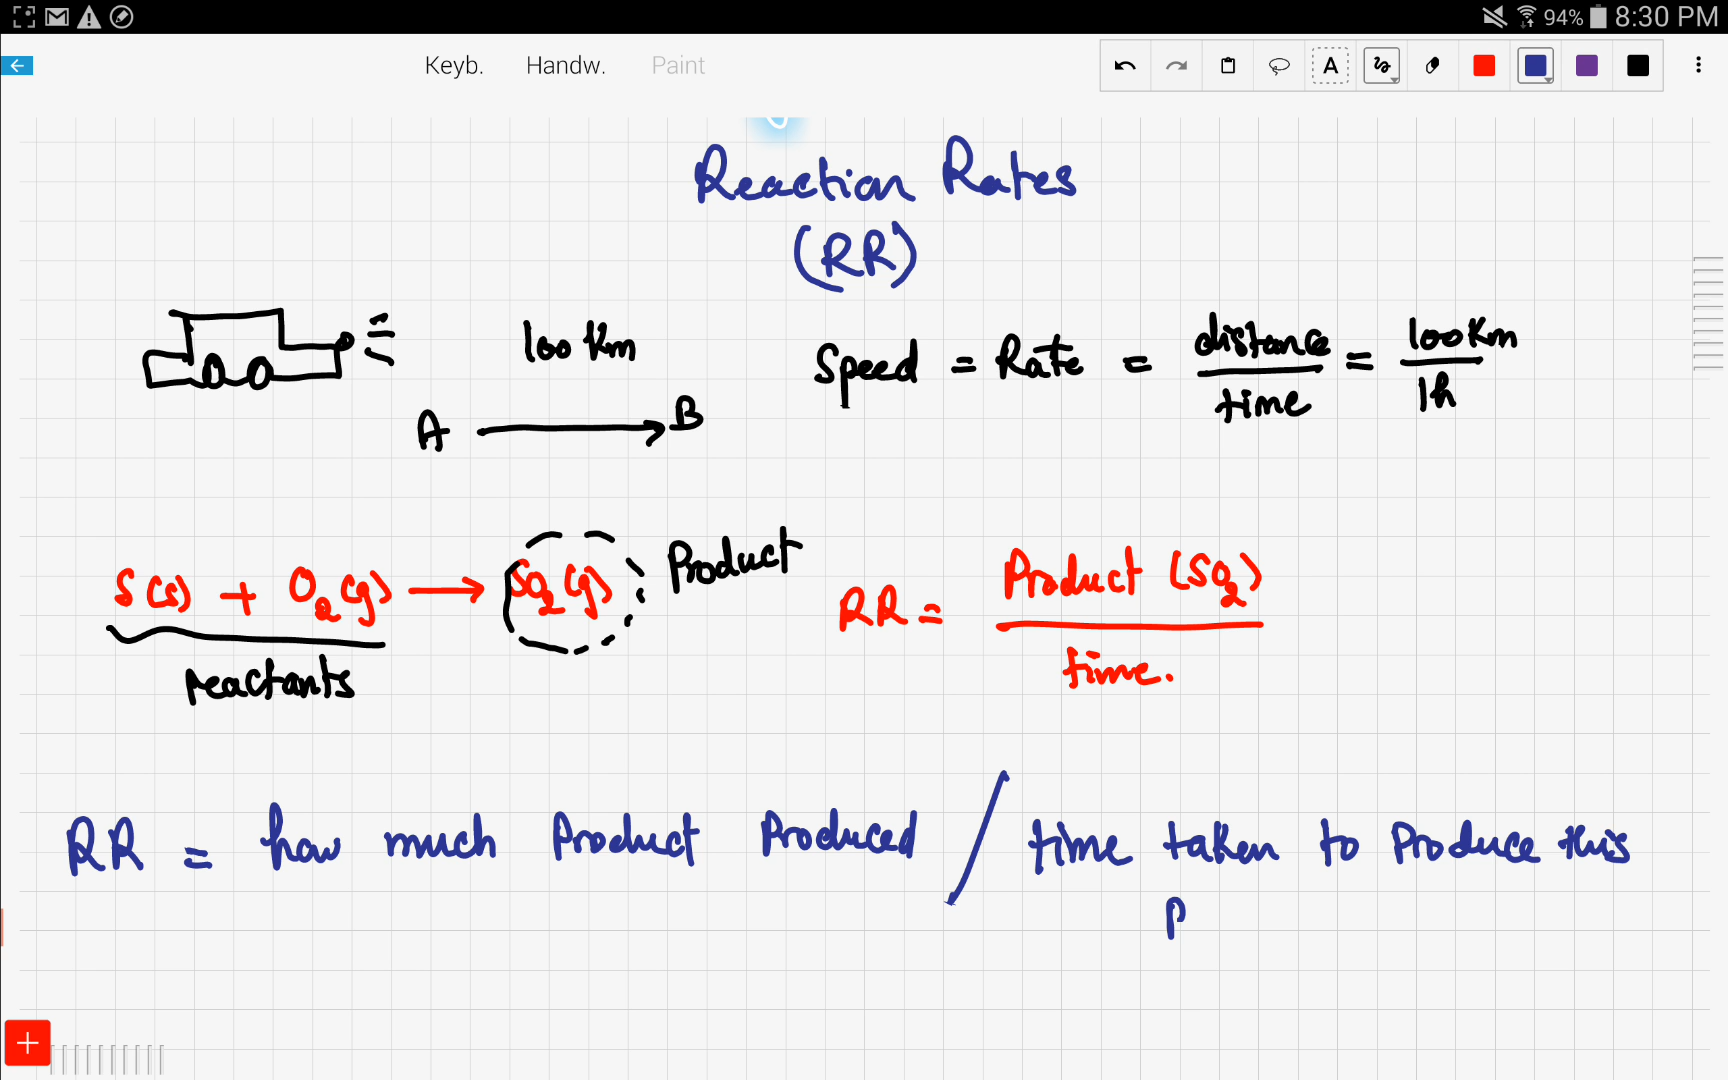 94% 8:30 PM
Keyb. Handw. Paint
A
Reaction Rates
(RR)
100 Km
A → B
Speed = Rate = distance/time = 100Km/1h
S(s) + O₂(g) → SO₂(g) Product
reactants
RR = Product (SO₂)/time.
RR = how much Product Produced / time taken to Produce this
P